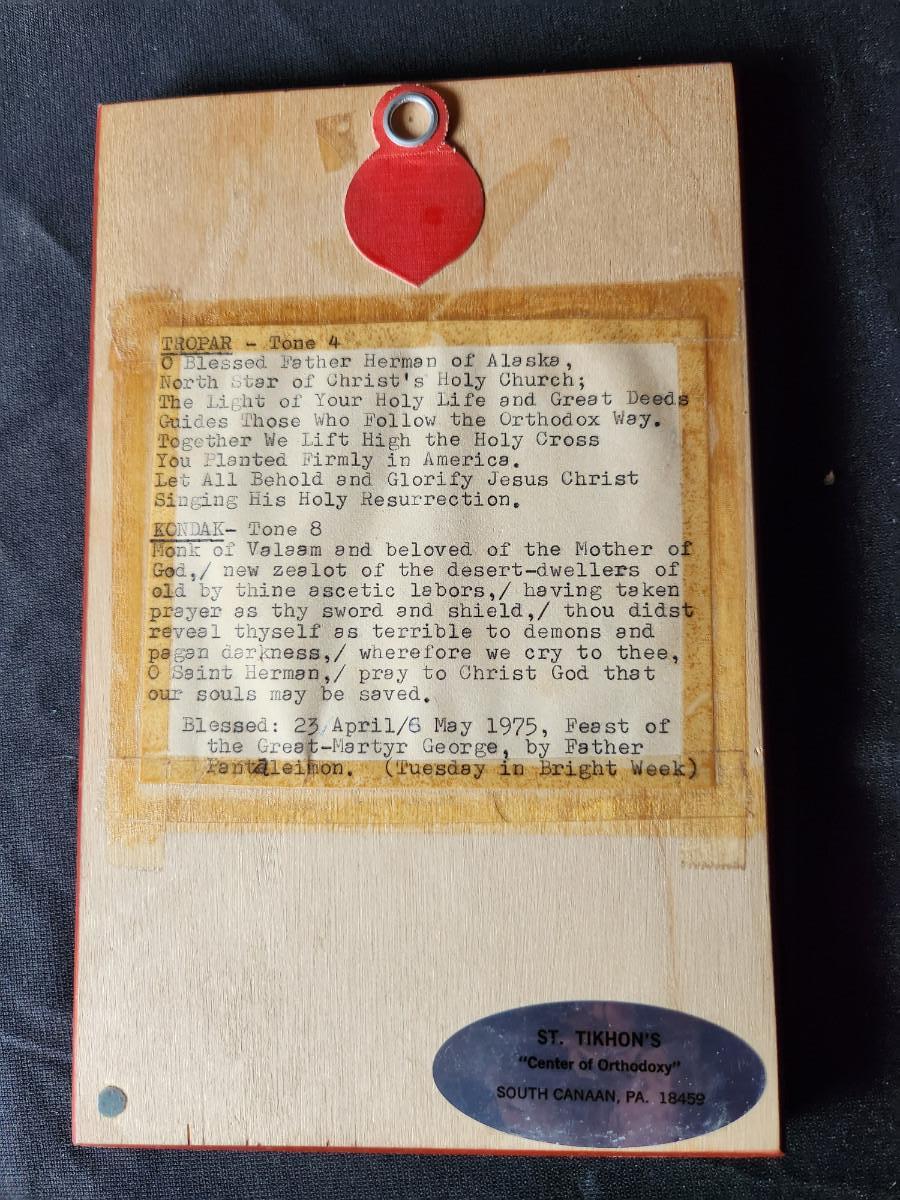 TROPAR - Tone 4
O Blessed Father Herman of Alaska,
North Star of Christ's Holy Church;
The Light of Your Holy Life and Great Deeds
Guides Those Who Follow the Orthodox Way.
Together We Lift High the Holy Cross
You Planted Firmly in America.
Let All Behold and Glorify Jesus Christ
Singing His Holy Resurrection.
KONDAK- Tone 8
Monk of Valaam and beloved of the Mother of
God,/ new zealot of the desert-dwellers of
old by thine ascetic labors,/ having taken
prayer as thy sword and shield,/ thou didst
reveal thyself as terrible to demons and
pagan darkness,/ wherefore we cry to thee,
O Saint Herman,/ pray to Christ God that
our souls may be saved.
Blessed: 23 April/6 May 1975, Feast of
the Great-Martyr George, by Father
Pantaleimon. (Tuesday in Bright Week)
ST. TIKHON'S
"Center of Orthodoxy"
SOUTH CANAAN, PA. 18459